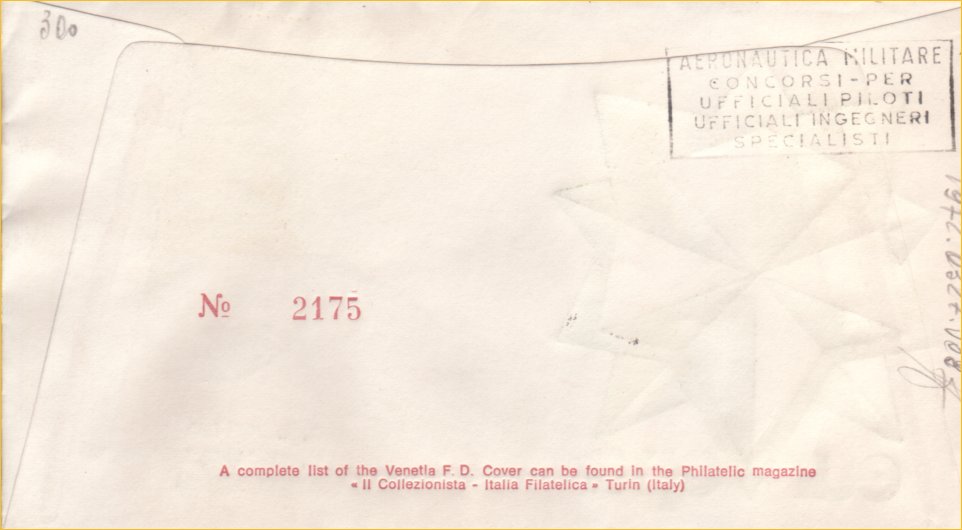 300
AERONAUTICA MILITARE
CONCORSI-PER
UFFICIALI PILOTI
UFFICIALI INGEGNERI
SPECIALISTI
No 2175
A complete list of the Venetia F. D. Cover can be found in the Philatelic magazine
« Il Collezionista - Italia Filatelica » Turin (Italy)